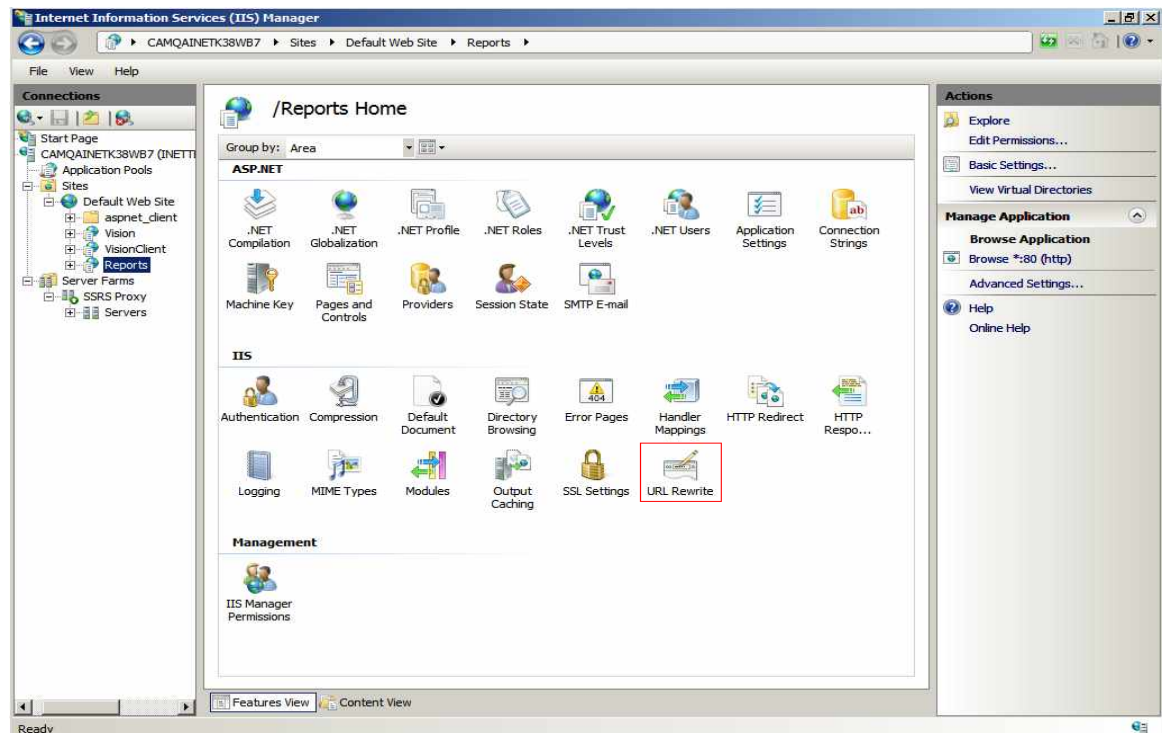 Internet Information Services (IIS) Manager
CAMQAINETK38WB7 Sites Default Web Site Reports
File View Help
Connections
Start Page
CAMQAINETK38WB7 (INETT
Application Pools
Sites
Default Web Site
aspnet_client
Vision
VisionClient
Reports
Server Farms
SSRS Proxy
Servers
/Reports Home
Group by: Area
ASP.NET
.NET Compilation
.NET Globalization
.NET Profile
.NET Roles
.NET Trust Levels
.NET Users
Application Settings
Connection Strings
ab
Machine Key
Pages and Controls
Providers
Session State
SMTP E-mail
IIS
Authentication
Compression
Default Document
Directory Browsing
404
Error Pages
Handler Mappings
HTTP Redirect
HTTP Respo...
Logging
MIME Types
Modules
Output Caching
SSL Settings
URL Rewrite
Management
IIS Manager Permissions
Features View
Content View
Actions
Explore
Edit Permissions...
Basic Settings...
View Virtual Directories
Manage Application
Browse Application
Browse *:80 (http)
Advanced Settings...
Help
Online Help
Ready